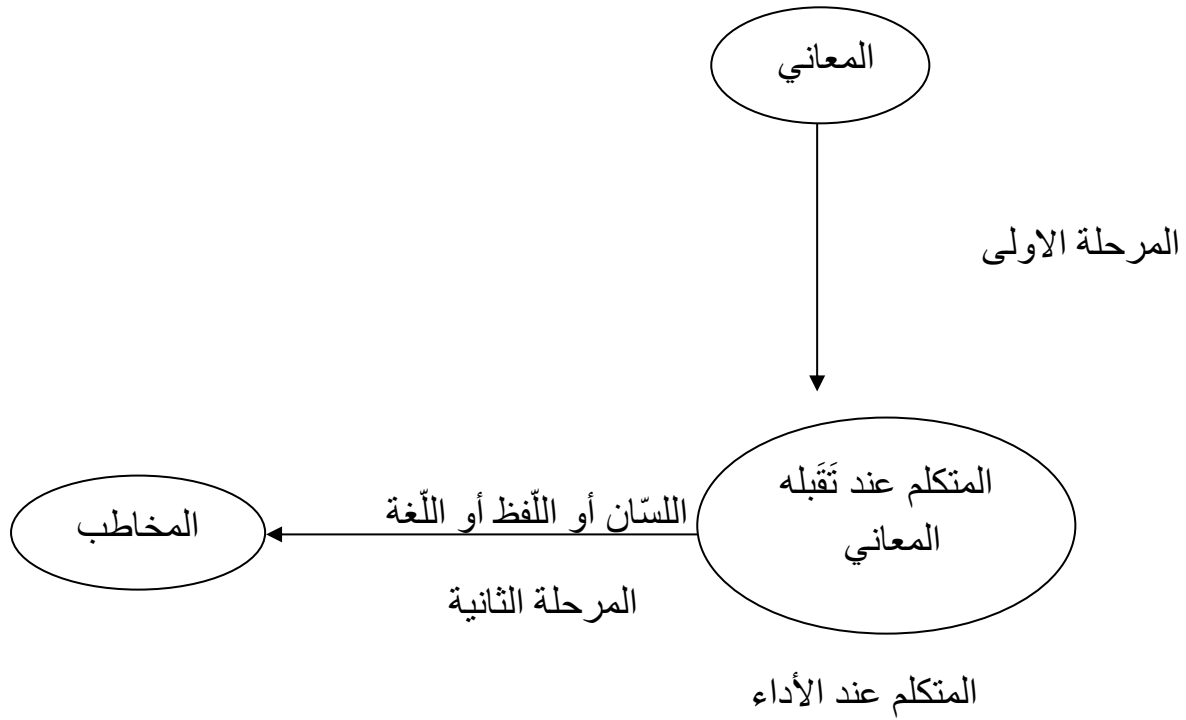 المعاني
المرحلة الاولى
المتكلم عند تَقَبله
المعاني
اللسّان أو اللّفظ أو اللّغة
المخاطب
المرحلة الثانية
المتكلم عند الأداء